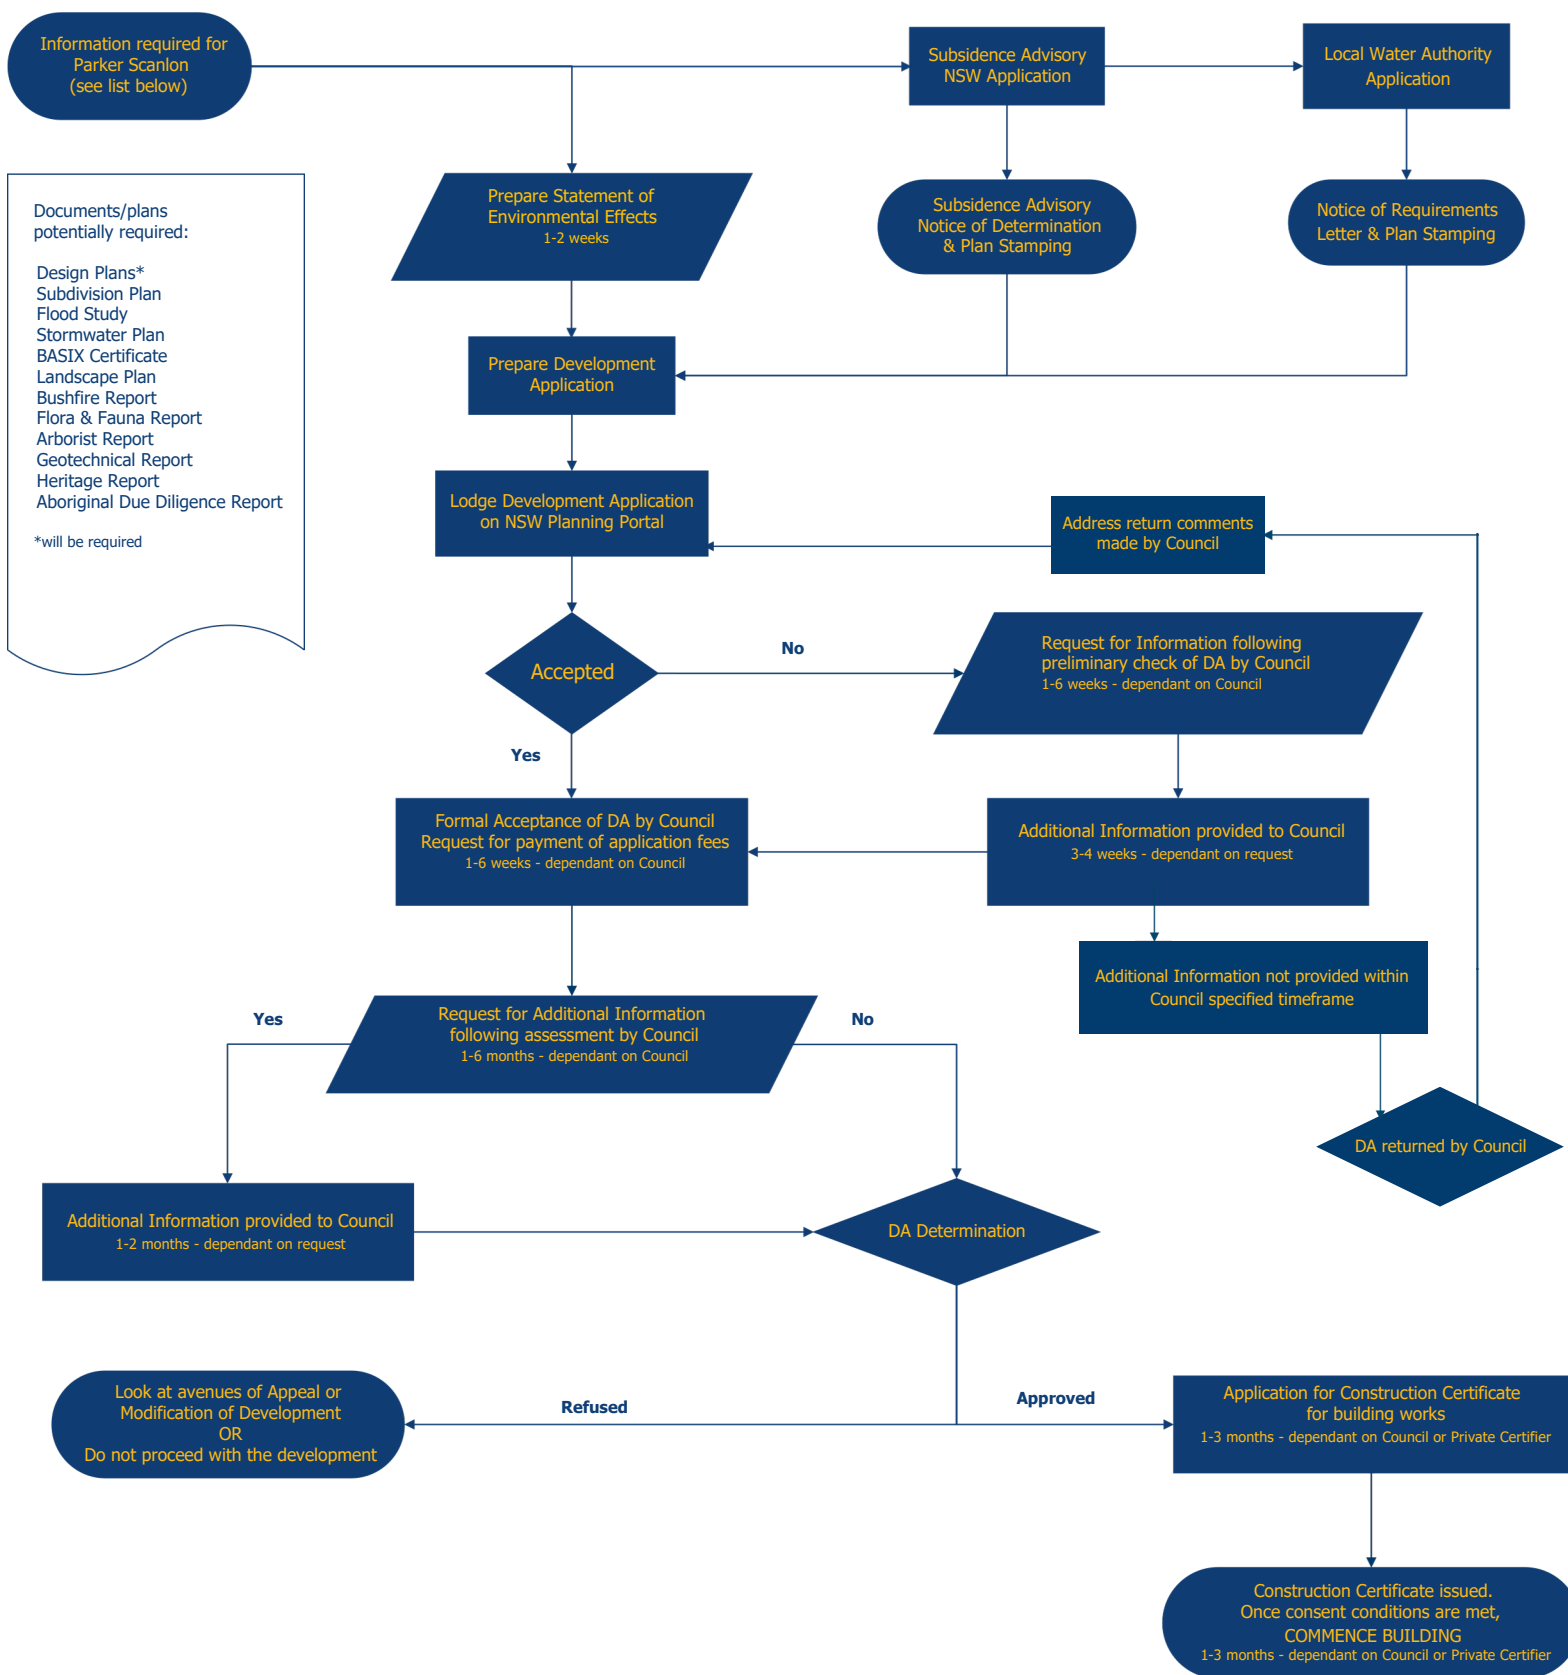 Information required for
Parker Scanlon
(see list below)
Subsidence Advisory
NSW Application
Local Water Authority
Application
Documents/plans
potentially required:
Design Plans*
Subdivision Plan
Flood Study
Stormwater Plan
BASIX Certificate
Landscape Plan
Bushfire Report
Flora & Fauna Report
Arborist Report
Geotechnical Report
Heritage Report
Aboriginal Due Diligence Report
*will be required
Prepare Statement of
Environmental Effects
1-2 weeks
Subsidence Advisory
Notice of Determination
& Plan Stamping
Notice of Requirements
Letter & Plan Stamping
Prepare Development
Application
Lodge Development Application
on NSW Planning Portal
Address return comments
made by Council
Accepted
No
Request for Information following
preliminary check of DA by Council
1-6 weeks - dependant on Council
Yes
Formal Acceptance of DA by Council
Request for payment of application fees
1-6 weeks - dependant on Council
Additional Information provided to Council
3-4 weeks - dependant on request
Additional Information not provided within
Council specified timeframe
Yes
Request for Additional Information
following assessment by Council
1-6 months - dependant on Council
No
DA returned by Council
Additional Information provided to Council
1-2 months - dependant on request
DA Determination
Look at avenues of Appeal or
Modification of Development
OR
Do not proceed with the development
Refused
Approved
Application for Construction Certificate
for building works
1-3 months - dependant on Council or Private Certifier
Construction Certificate issued.
Once consent conditions are met,
COMMENCE BUILDING
1-3 months - dependant on Council or Private Certifier